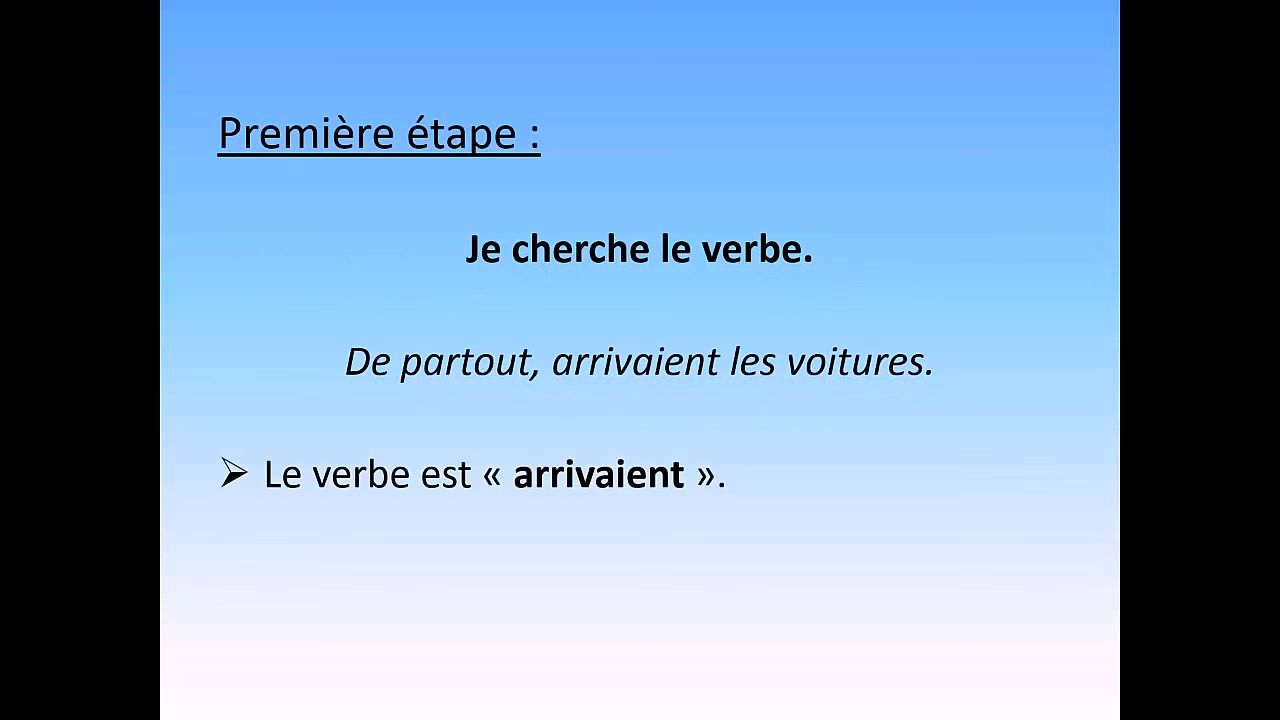 Première étape :
Je cherche le verbe.
De partout, arrivaient les voitures.
➢ Le verbe est « arrivaient ».